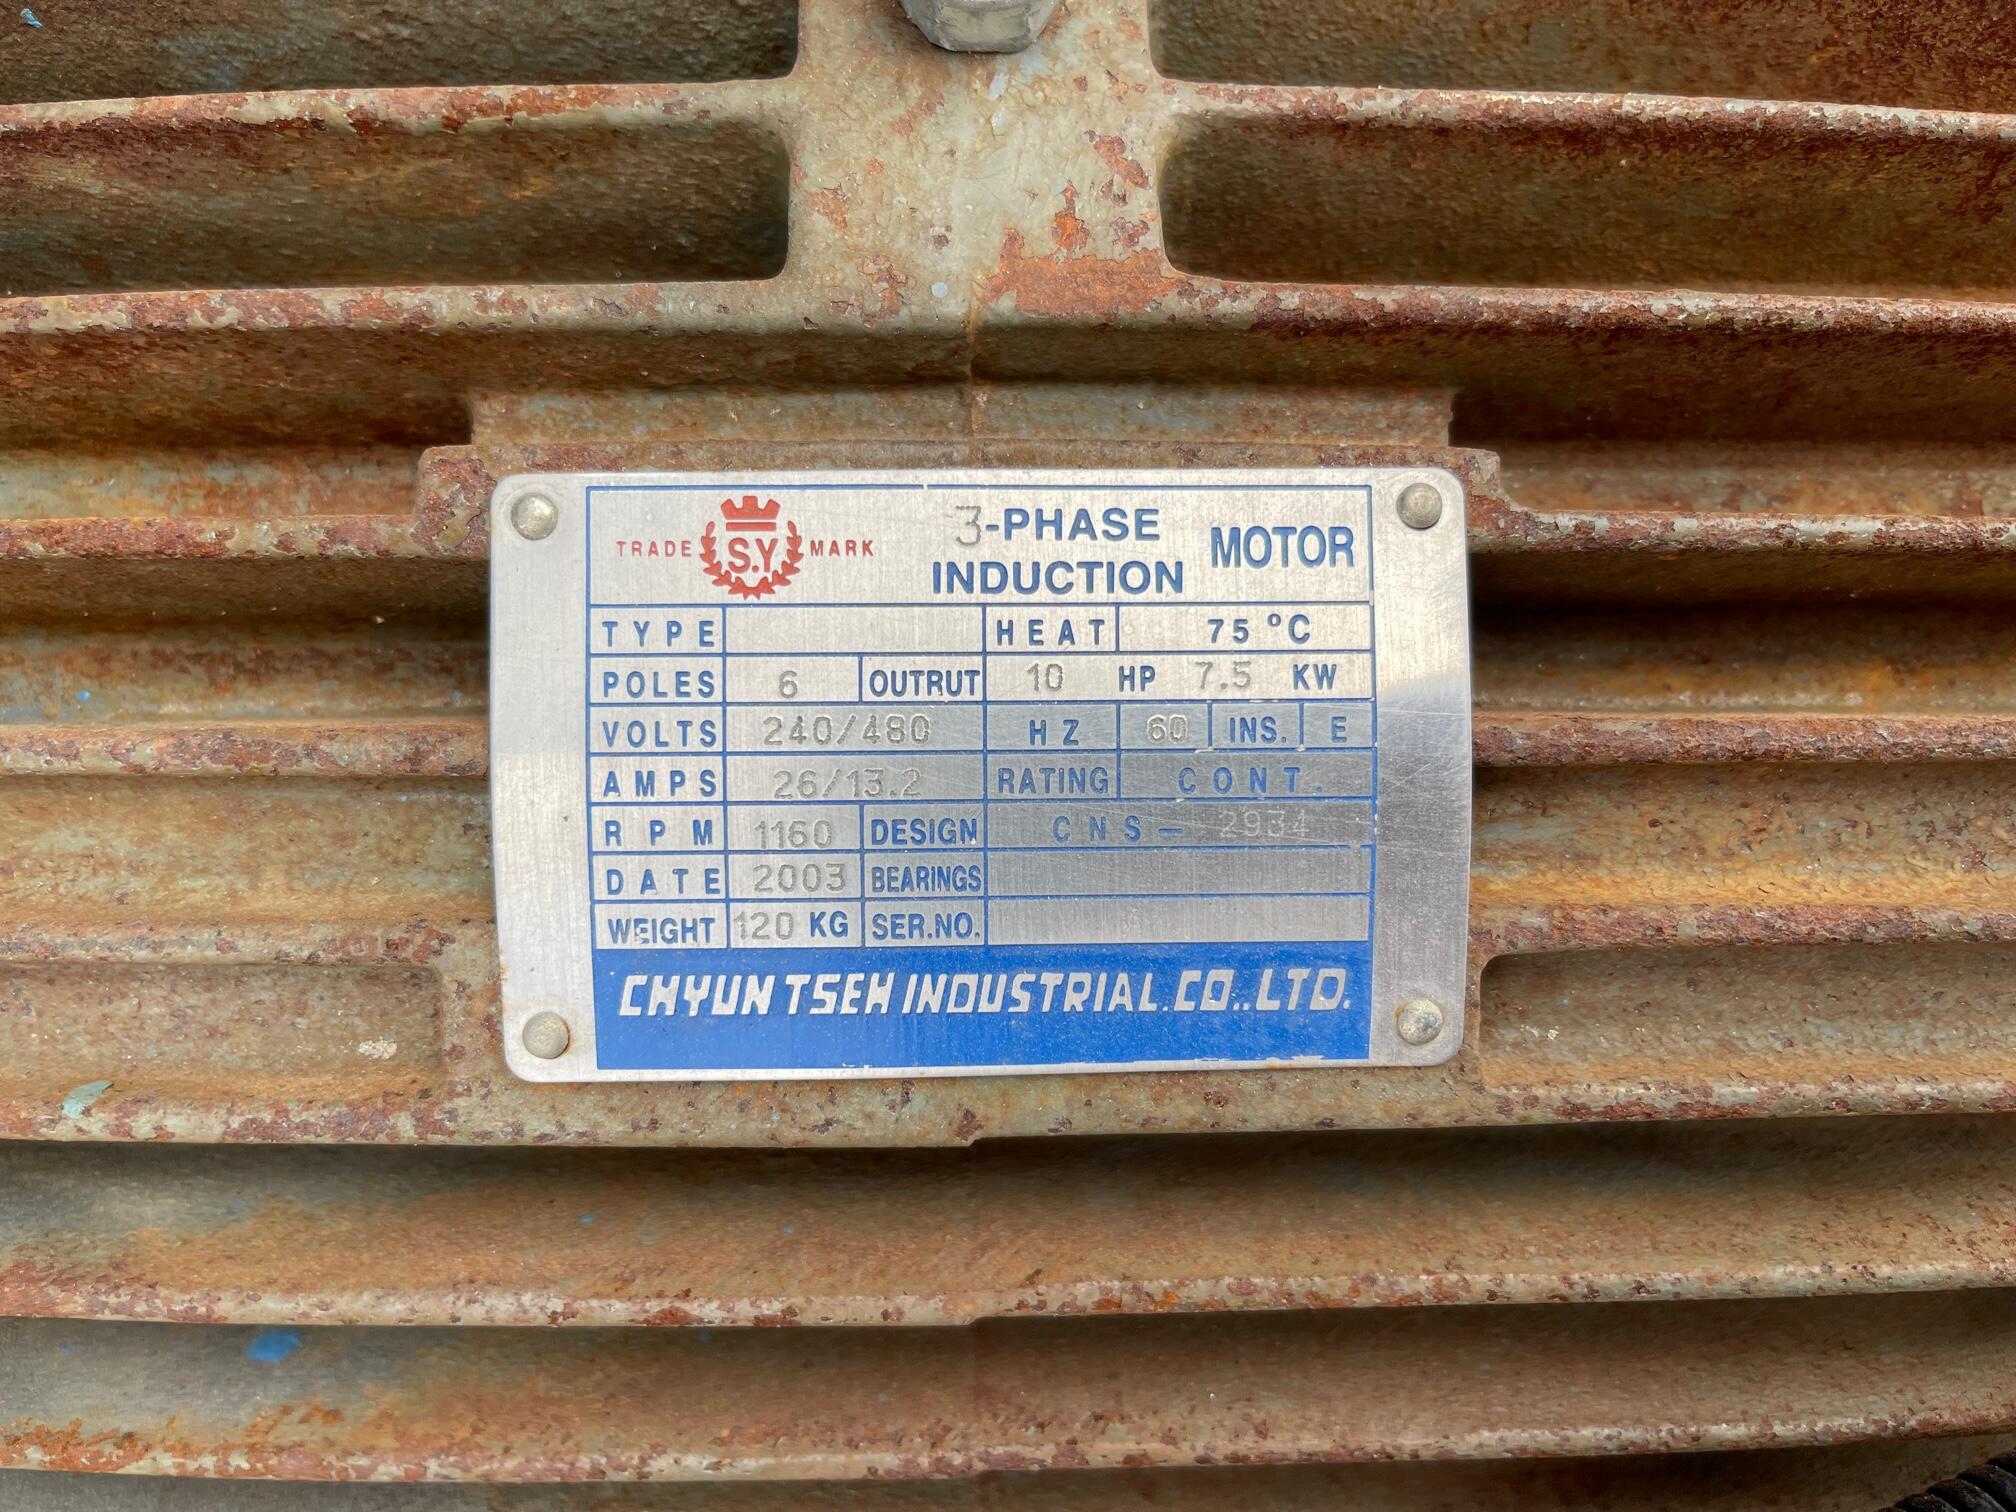 TRADE S.Y MARK 3-PHASE INDUCTION MOTOR
TYPE HEAT 75 °C
POLES 6 OUTRUT 10 HP 7.5 KW
VOLTS 240/480 HZ 60 INS. E
AMPS 26/13.2 RATING CONT.
RPM 1160 DESIGN CNS- 2934
DATE 2003 BEARINGS
WEIGHT 120 KG SER.NO.
CHYUN TSEH INDUSTRIAL.CO.,LTD.